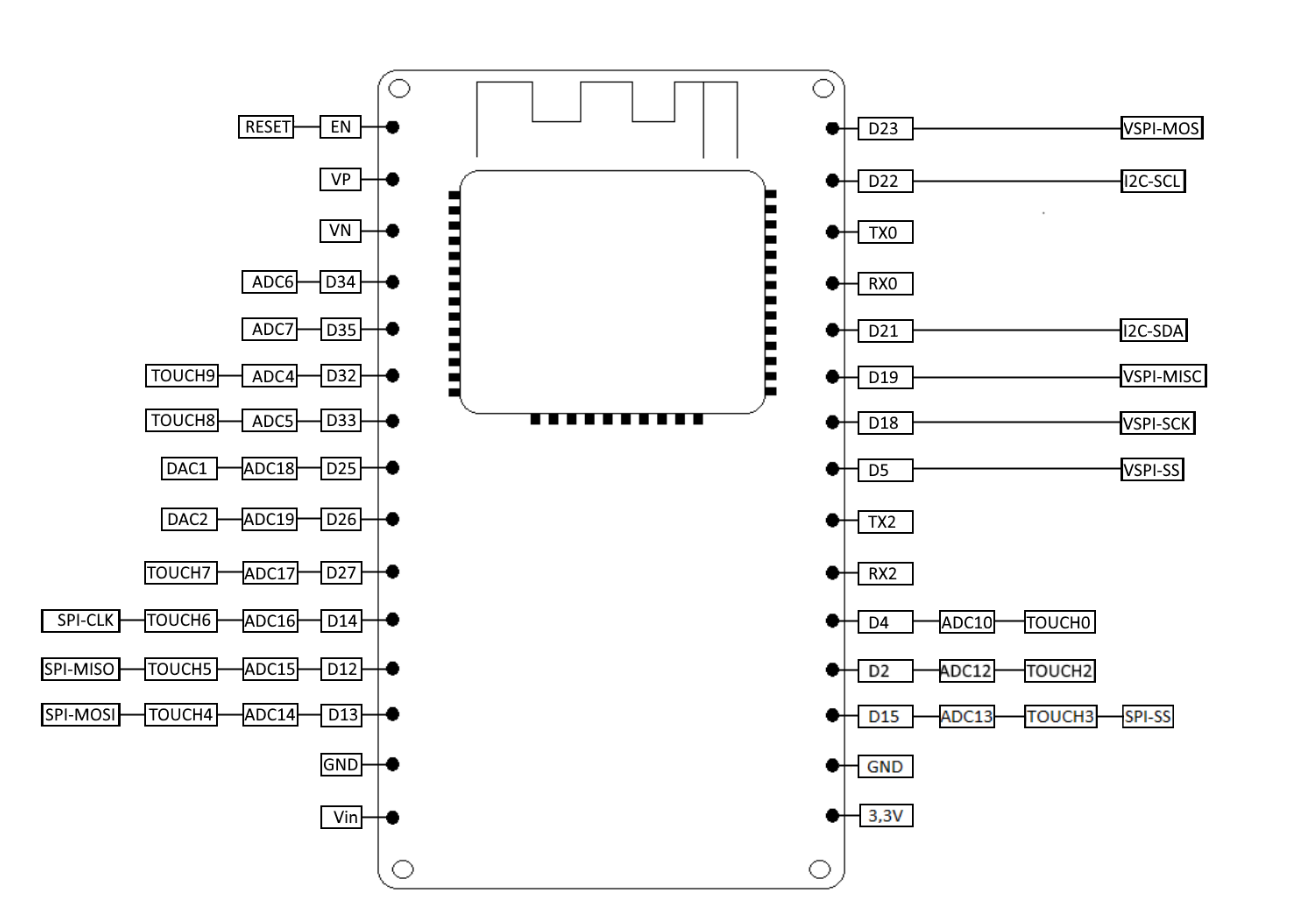 RESET EN D23 VSPI-MOS
VP D22 I2C-SCL
VN TX0
ADC6 D34 RX0
ADC7 D35 D21 I2C-SDA
TOUCH9 ADC4 D32 D19 VSPI-MISC
TOUCH8 ADC5 D33 D18 VSPI-SCK
DAC1 ADC18 D25 D5 VSPI-SS
DAC2 ADC19 D26 TX2
TOUCH7 ADC17 D27 RX2
SPI-CLK TOUCH6 ADC16 D14 D4 ADC10 TOUCH0
SPI-MISO TOUCH5 ADC15 D12 D2 ADC12 TOUCH2
SPI-MOSI TOUCH4 ADC14 D13 D15 ADC13 TOUCH3 SPI-SS
GND GND
Vin 3,3V